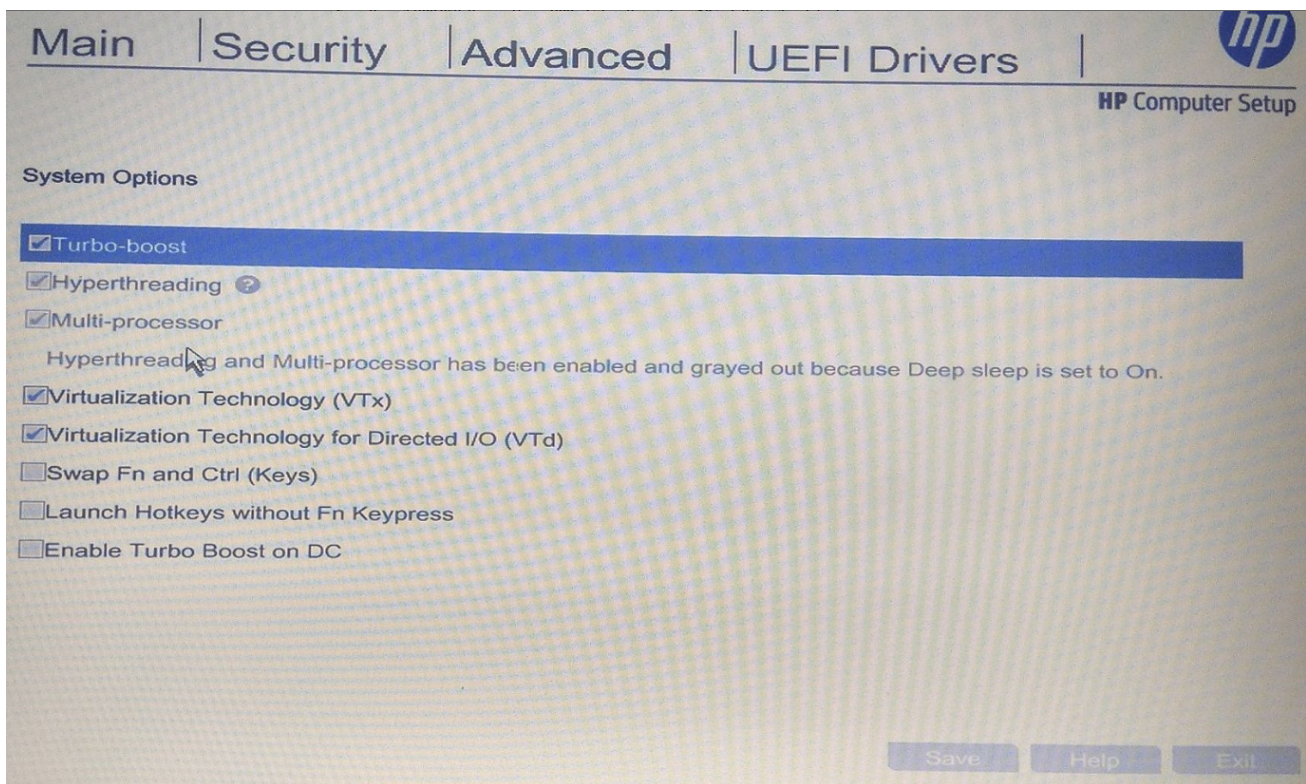 Main
Security
Advanced
UEFI Drivers
hp
HP Computer Setup
System Options
Turbo-boost
Hyperthreading ?
Multi-processor
Hyperthreading and Multi-processor has been enabled and grayed out because Deep sleep is set to On.
Virtualization Technology (VTx)
Virtualization Technology for Directed I/O (VTd)
Swap Fn and Ctrl (Keys)
Launch Hotkeys without Fn Keypress
Enable Turbo Boost on DC
Save
Help
Exit